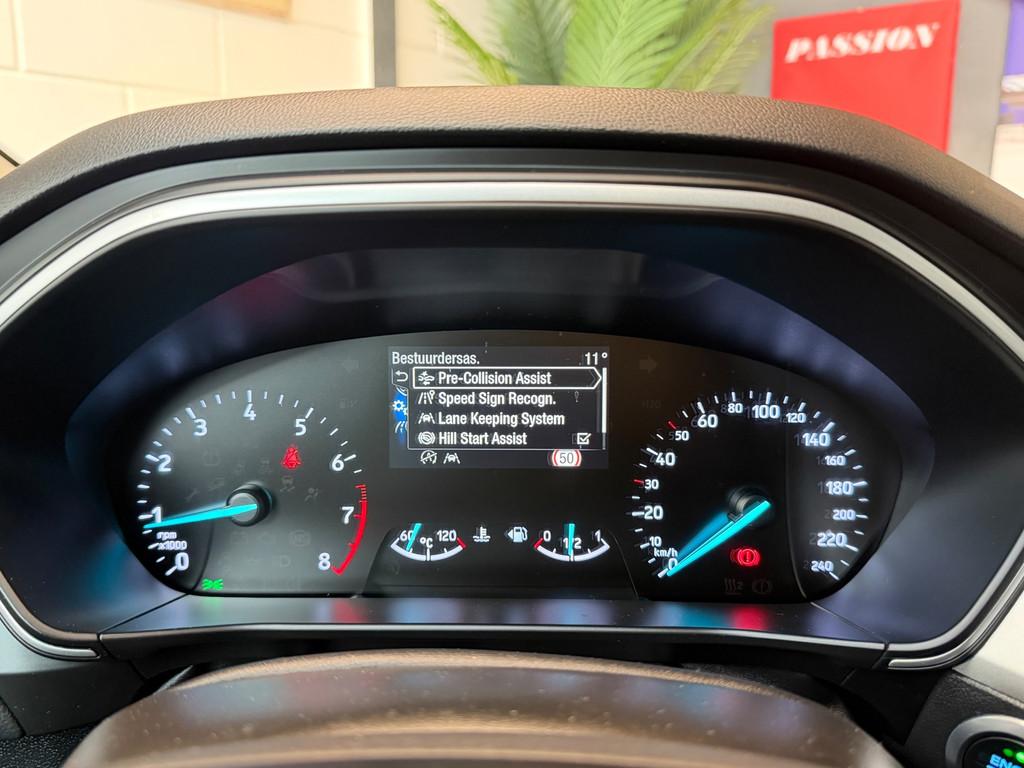 PASSION
Bestuurdersas. 11°
Pre-Collision Assist
Speed Sign Recogn.
Lane Keeping System
Hill Start Assist
50
0
1
2
3
4
5
6
7
8
rpm
x1000
60 °C 120
0 1/2 1
0
10
20
30
40
50
60
80
100
120
140
160
180
200
220
240
km/h